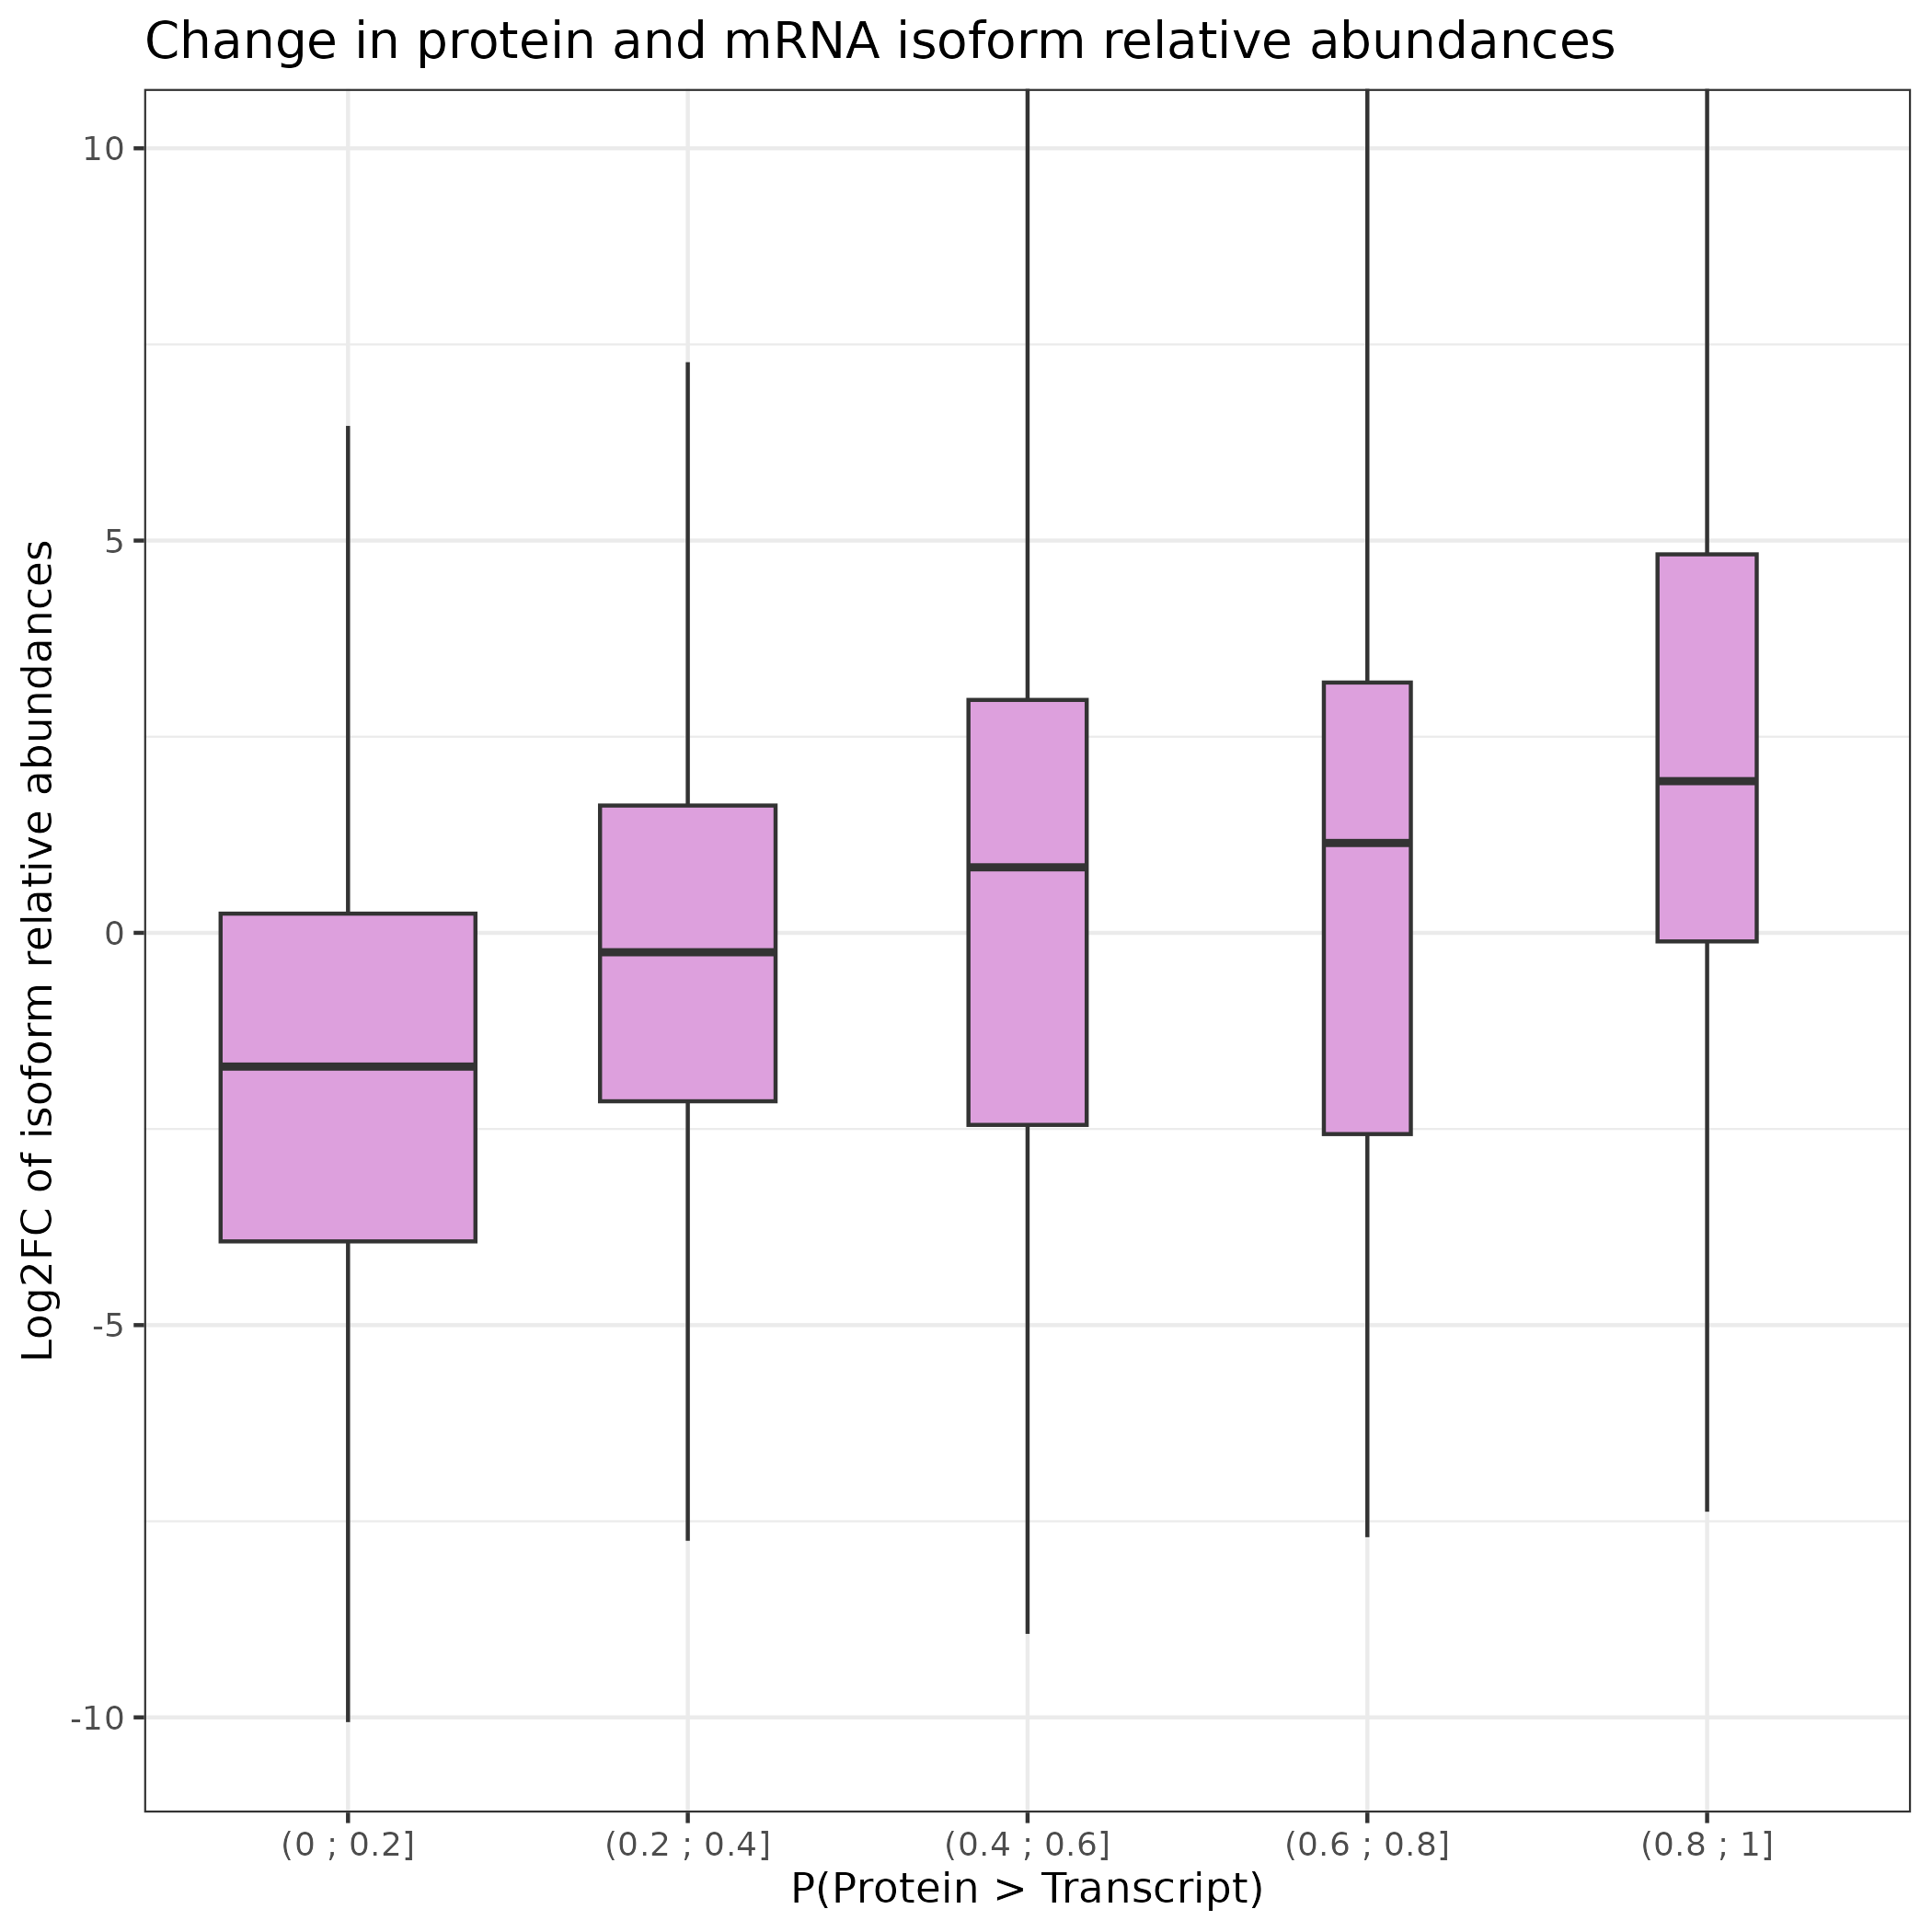 Change in protein and mRNA isoform relative abundances
Log2FC of isoform relative abundances
10
5
0
-5
-10
(0 ; 0.2]
(0.2 ; 0.4]
(0.4 ; 0.6]
(0.6 ; 0.8]
(0.8 ; 1]
P(Protein > Transcript)